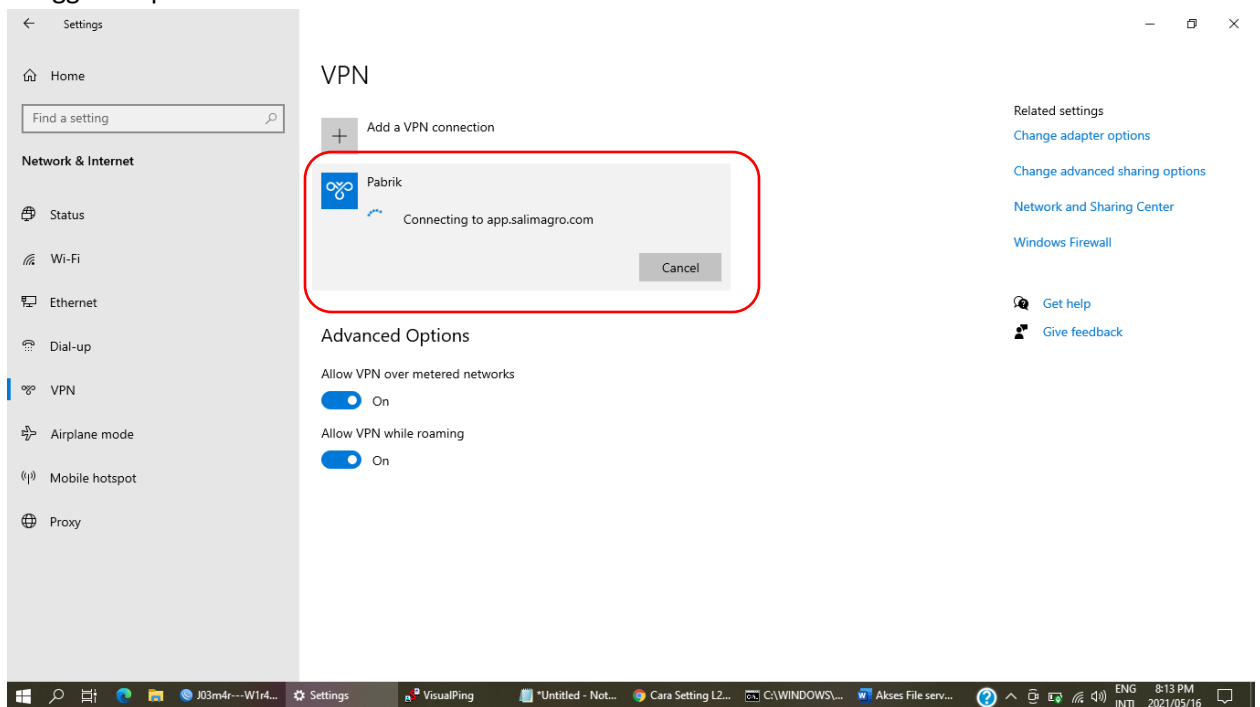 Settings
Home
Find a setting
Network & Internet
Status
Wi-Fi
Ethernet
Dial-up
VPN
Airplane mode
Mobile hotspot
Proxy
VPN
Add a VPN connection
Pabrik
Connecting to app.salimagro.com
Cancel
Advanced Options
Allow VPN over metered networks
On
Allow VPN while roaming
On
Related settings
Change adapter options
Change advanced sharing options
Network and Sharing Center
Windows Firewall
Get help
Give feedback
J03m4r---W1r4... Settings VisualPing *Untitled - Not... Cara Setting L2... C:\WINDOWS\... Akses File serv... ENG 8:13 PM
INTL 2021/05/16